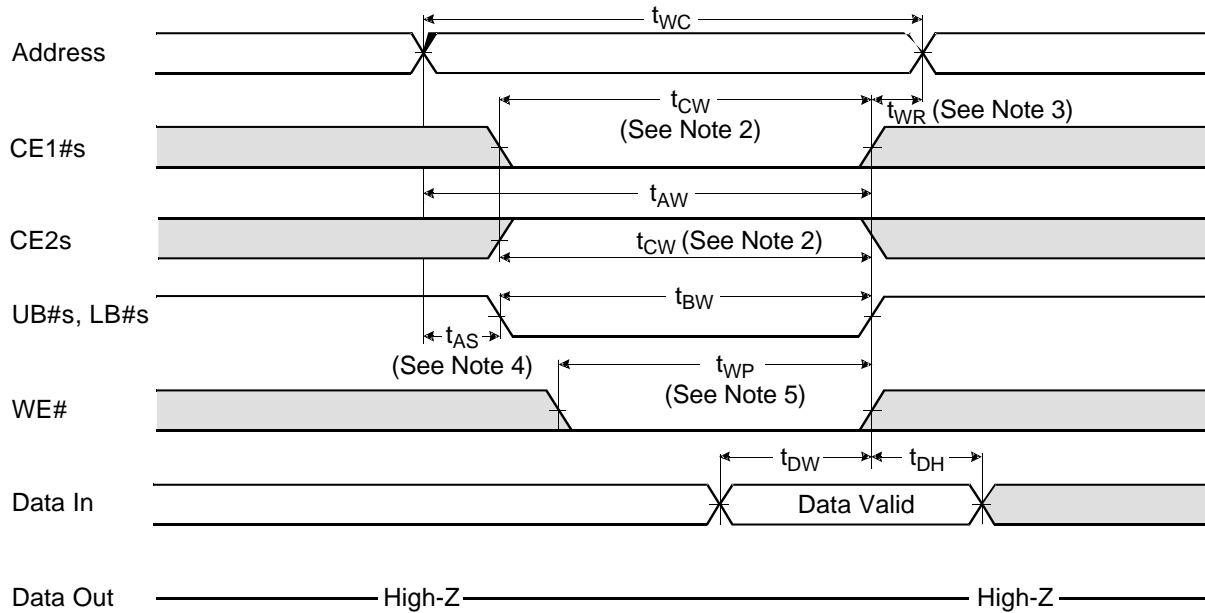 tWC
Address
tCW
(See Note 2)
tWR (See Note 3)
CE1#s
tAW
CE2s
tCW (See Note 2)
UB#s, LB#s
tBW
tAS
(See Note 4)
tWP
(See Note 5)
WE#
tDW
tDH
Data In
Data Valid
Data Out
High-Z
High-Z